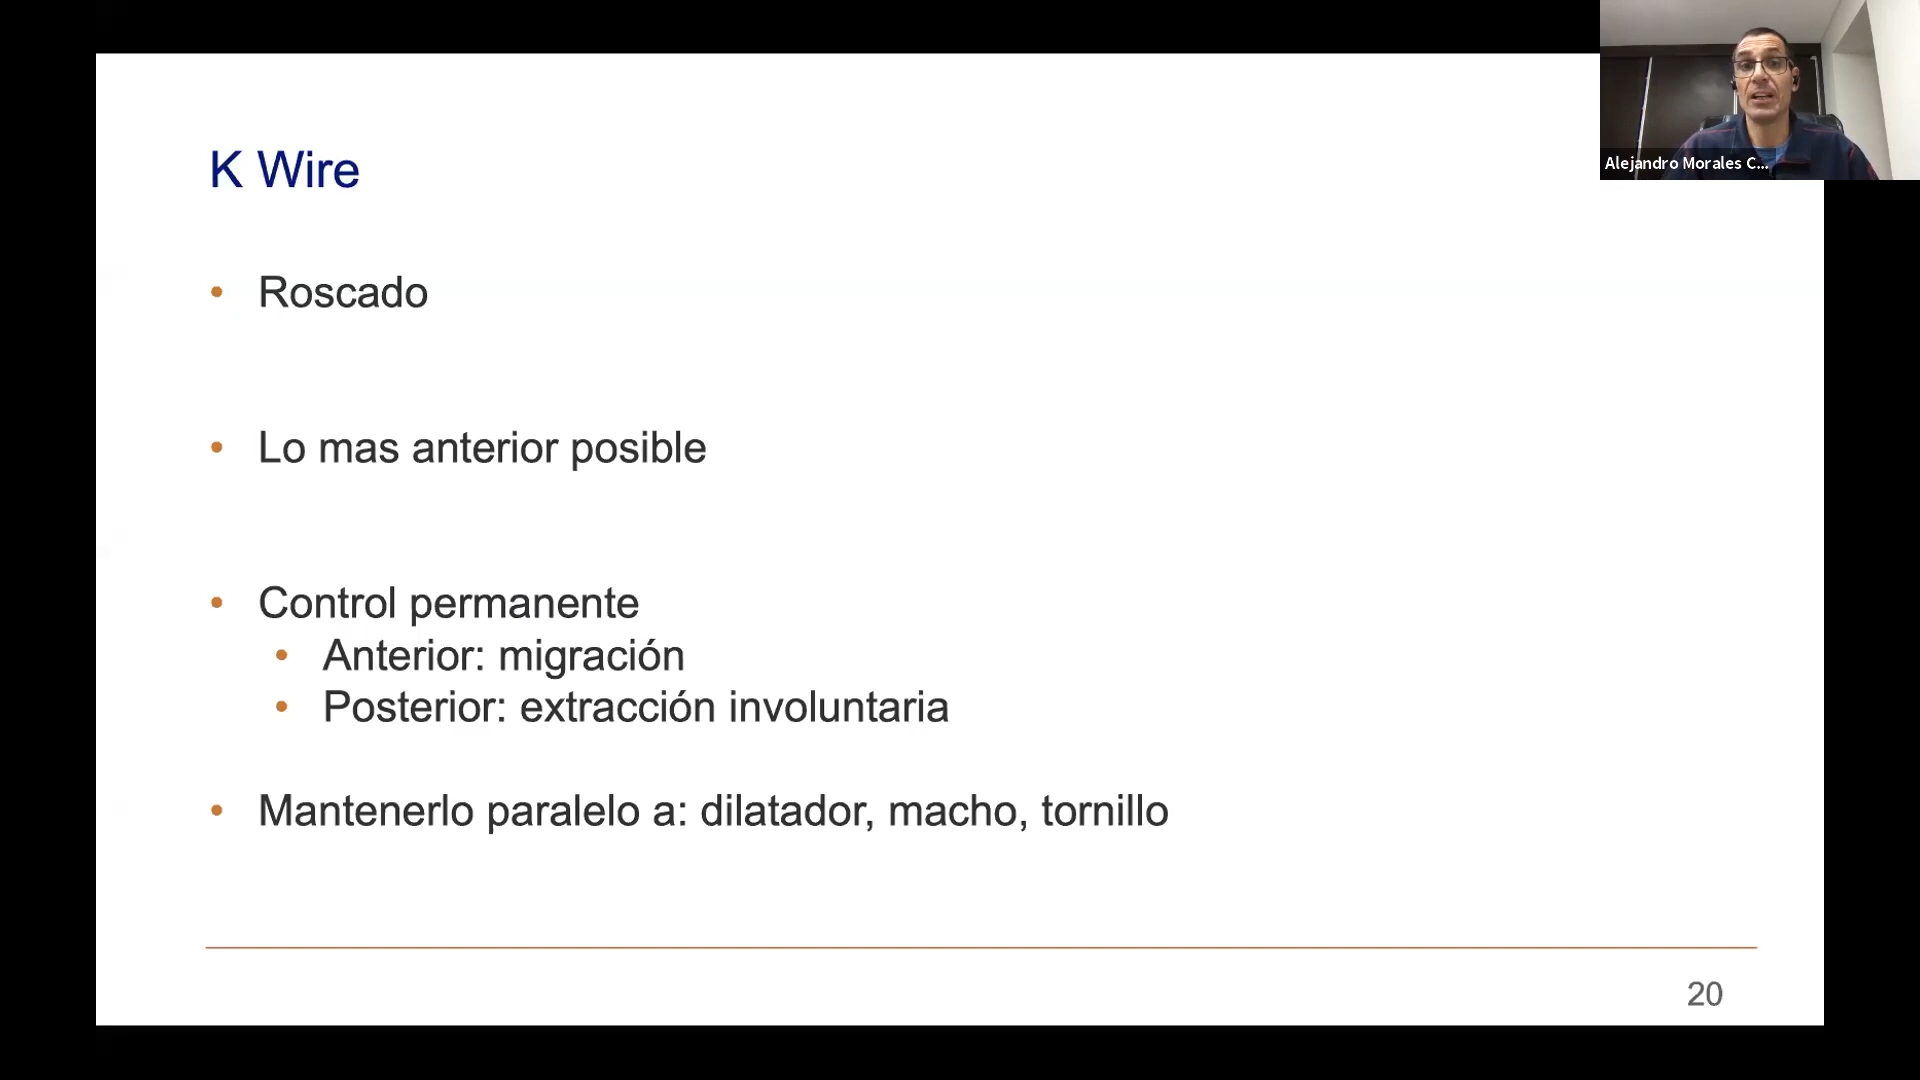 Alejandro Morales C...
K Wire
• Roscado
• Lo mas anterior posible
• Control permanente
• Anterior: migración
• Posterior: extracción involuntaria
• Mantenerlo paralelo a: dilatador, macho, tornillo
20